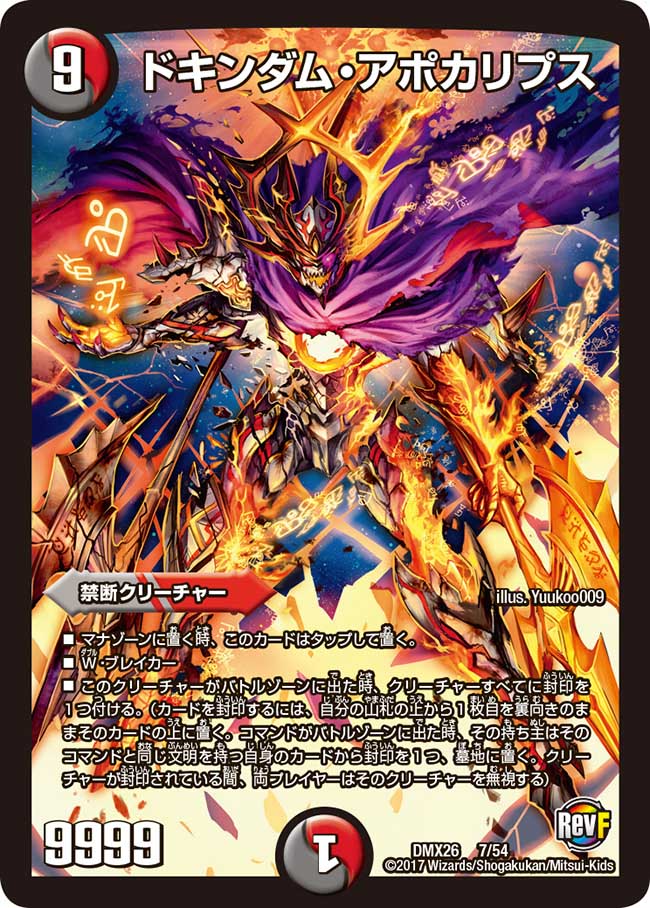 9
ドキンダム・アポカリプス
禁断クリーチャー
illus. Yuukoo009
■ マナゾーンに置く時、このカードはタップして置く。
■ W・ブレイカー
■ このクリーチャーがバトルゾーンに出た時、クリーチャーすべてに封印を
1つ付ける。（カードを封印するには、自分の山札の上から1枚目を裏向きのま
まそのカードの上に置く。コマンドがバトルゾーンに出た時、その持ち主はその
コマンドと同じ文明を持つ自身のカードから封印を1つ、墓地に置く。クリー
チャーが封印されている間、両プレイヤーはそのクリーチャーを無視する）
9999
1
RevF
DMX26 7/54
©2017 Wizards/Shogakukan/Mitsui-Kids